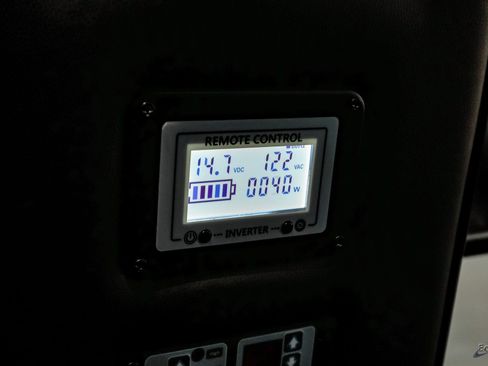 REMOTE CONTROL
14.7 VDC 122 VAC
0040 W
INVERTER